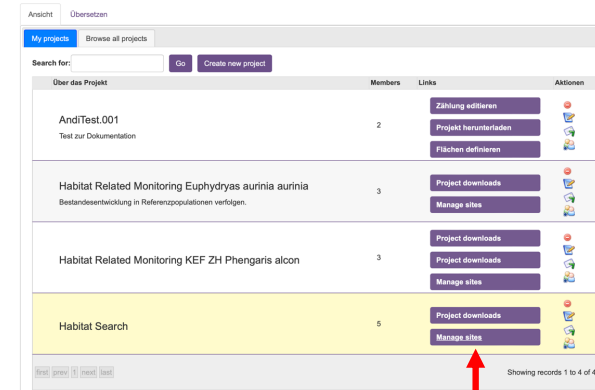 Ansicht Übersetzen
My projects Browse all projects
Search for: Go Create new project
Über das Projekt Members Links Aktionen
Zählung editieren
AndiTest.001 2 Projekt herunterladen
Test zur Dokumentation
Flächen definieren
Habitat Related Monitoring Euphydryas aurinia aurinia 3 Project downloads
Bestandesentwicklung in Referenzpopulationen verfolgen. Manage sites
Project downloads
Habitat Related Monitoring KEF ZH Phengaris alcon 3 Project downloads
Manage sites
Habitat Search 5 Project downloads
Manage sites
first prev 1 next last Showing records 1 to 4 of 4